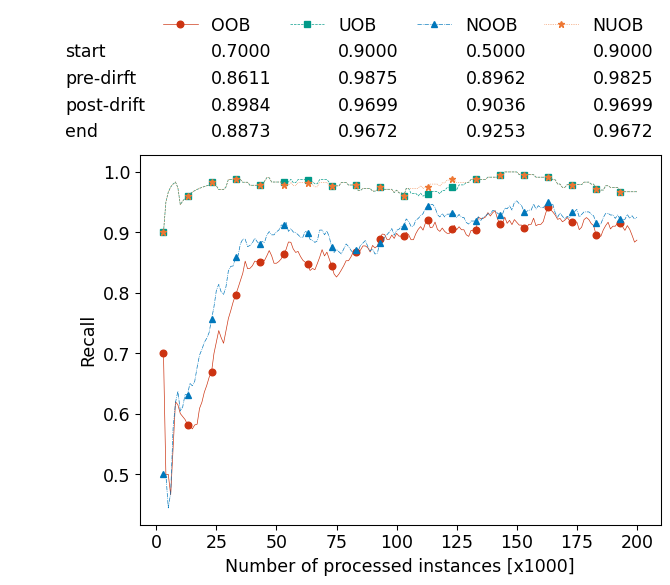 OOB UOB NOOB NUOB
start 0.7000 0.9000 0.5000 0.9000
pre-dirft 0.8611 0.9875 0.8962 0.9825
post-drift 0.8984 0.9699 0.9036 0.9699
end 0.8873 0.9672 0.9253 0.9672
1.0
0.9
0.8
0.7
0.6
0.5
Recall
0 25 50 75 100 125 150 175 200
Number of processed instances [x1000]